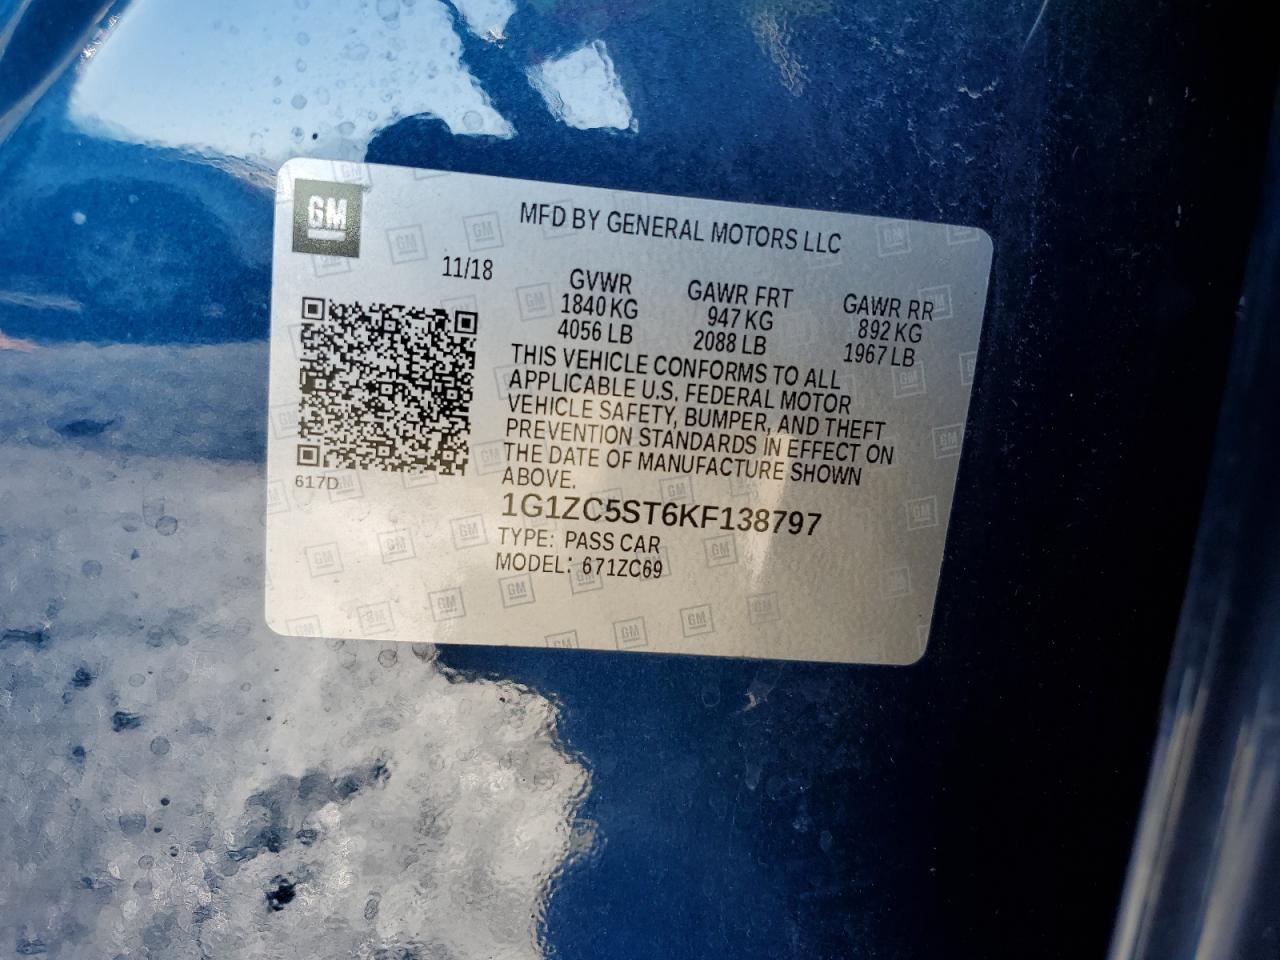 GM
MFD BY GENERAL MOTORS LLC
11/18
GVWR
1840 KG
4056 LB
GAWR FRT
947 KG
2088 LB
GAWR RR
892 KG
1967 LB
THIS VEHICLE CONFORMS TO ALL
APPLICABLE U.S. FEDERAL MOTOR
VEHICLE SAFETY, BUMPER, AND THEFT
PREVENTION STANDARDS IN EFFECT ON
THE DATE OF MANUFACTURE SHOWN
ABOVE.
617D
1G1ZC5ST6KF138797
TYPE: PASS CAR
MODEL: 671ZC69